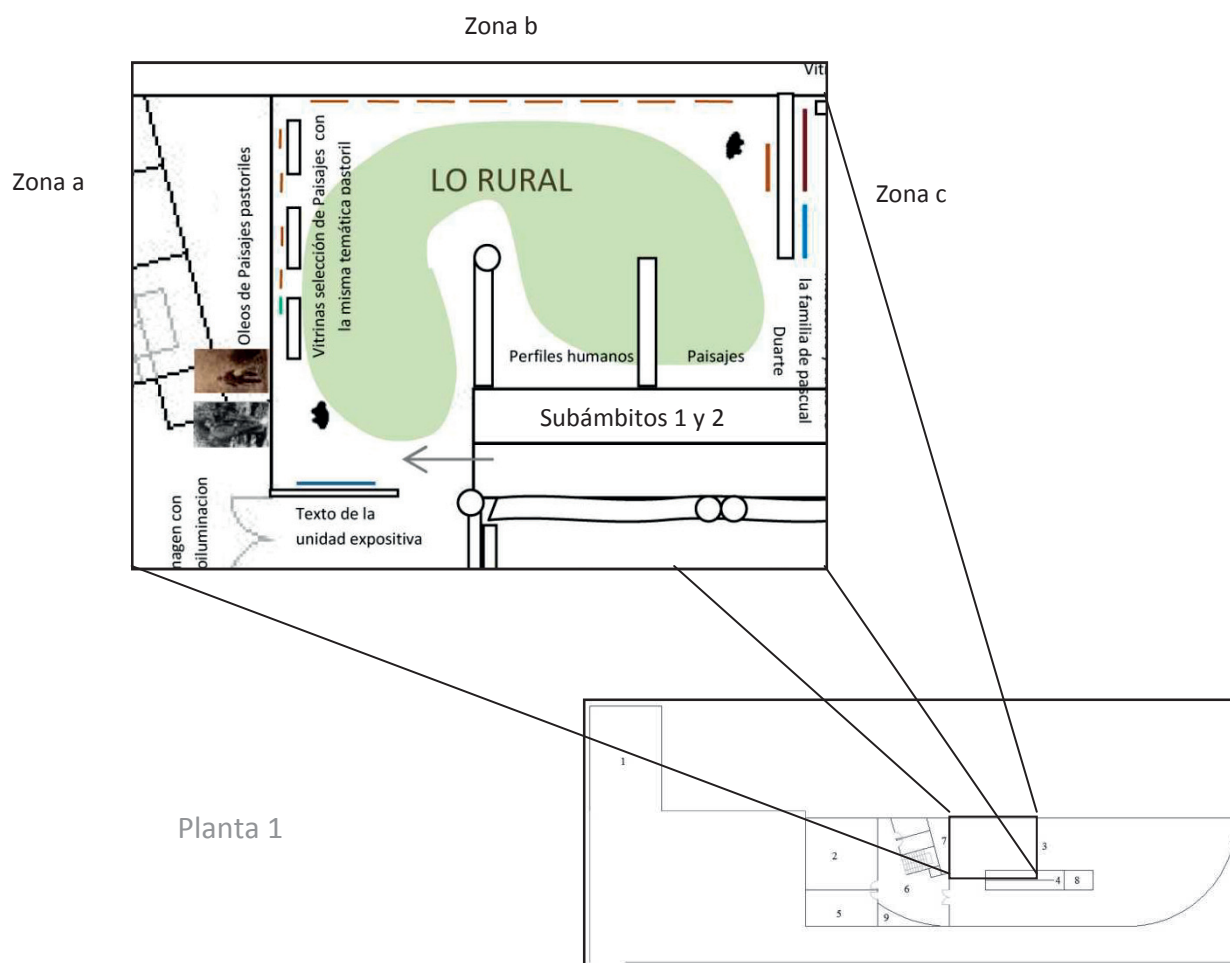 Zona b
Viti
Zona a
Zona c
LO RURAL
Oleos de Paisajes pastoriles
Vitrinas selección de Paisajes con
la misma temática pastoril
Perfiles humanos
Paisajes
Duarte
la familia de pascual
Subámbitos 1 y 2
Texto de la
unidad expositiva
nagen con
oiluminacion
Planta 1
1
2
3
4
8
5
6
7
9